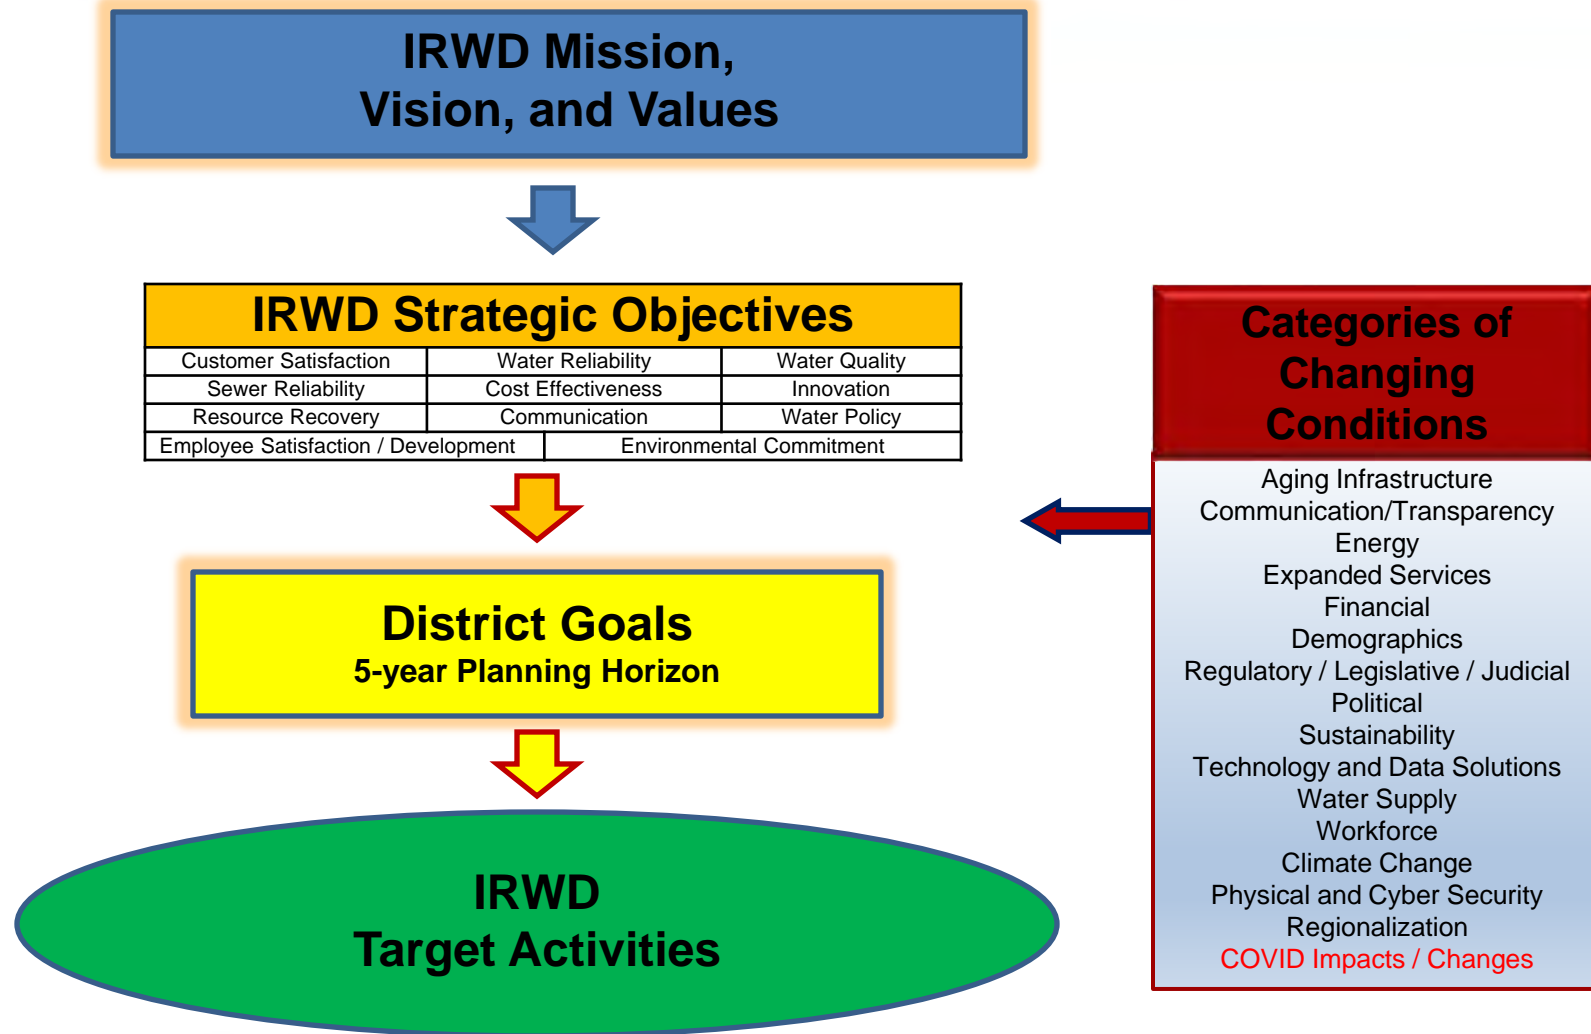 IRWD Mission,
Vision, and Values
IRWD Strategic Objectives
Customer Satisfaction Water Reliability Water Quality
Sewer Reliability Cost Effectiveness Innovation
Resource Recovery Communication Water Policy
Employee Satisfaction / Development Environmental Commitment
District Goals
5-year Planning Horizon
IRWD
Target Activities
Categories of
Changing
Conditions
Aging Infrastructure
Communication/Transparency
Energy
Expanded Services
Financial
Demographics
Regulatory / Legislative / Judicial
Political
Sustainability
Technology and Data Solutions
Water Supply
Workforce
Climate Change
Physical and Cyber Security
Regionalization
COVID Impacts / Changes